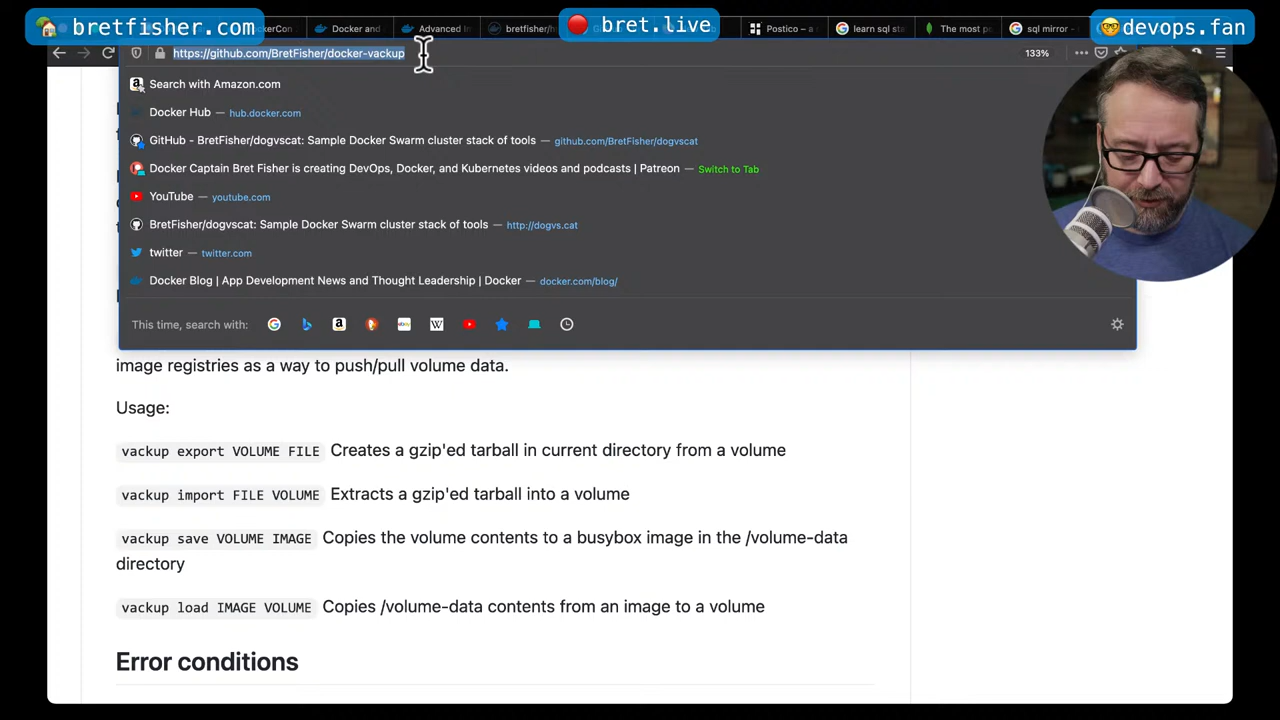 bretfisher.com
bret.live
devops.fan
Docker and
Advanced In
bretfisher/h
Postico –
learn sql st
The most p
sql mirror -
https://github.com/BretFisher/docker-vackup
133%
Search with Amazon.com
Docker Hub — hub.docker.com
GitHub - BretFisher/dogvscat: Sample Docker Swarm cluster stack of tools — github.com/BretFisher/dogvscat
Docker Captain Bret Fisher is creating DevOps, Docker, and Kubernetes videos and podcasts | Patreon — Switch to Tab
YouTube — youtube.com
BretFisher/dogvscat: Sample Docker Swarm cluster stack of tools — http://dogvs.cat
twitter — twitter.com
Docker Blog | App Development News and Thought Leadership | Docker — docker.com/blog/
This time, search with:
image registries as a way to push/pull volume data.
Usage:
vackup export VOLUME FILE Creates a gzip'ed tarball in current directory from a volume
vackup import FILE VOLUME Extracts a gzip'ed tarball into a volume
vackup save VOLUME IMAGE Copies the volume contents to a busybox image in the /volume-data
directory
vackup load IMAGE VOLUME Copies /volume-data contents from an image to a volume
Error conditions